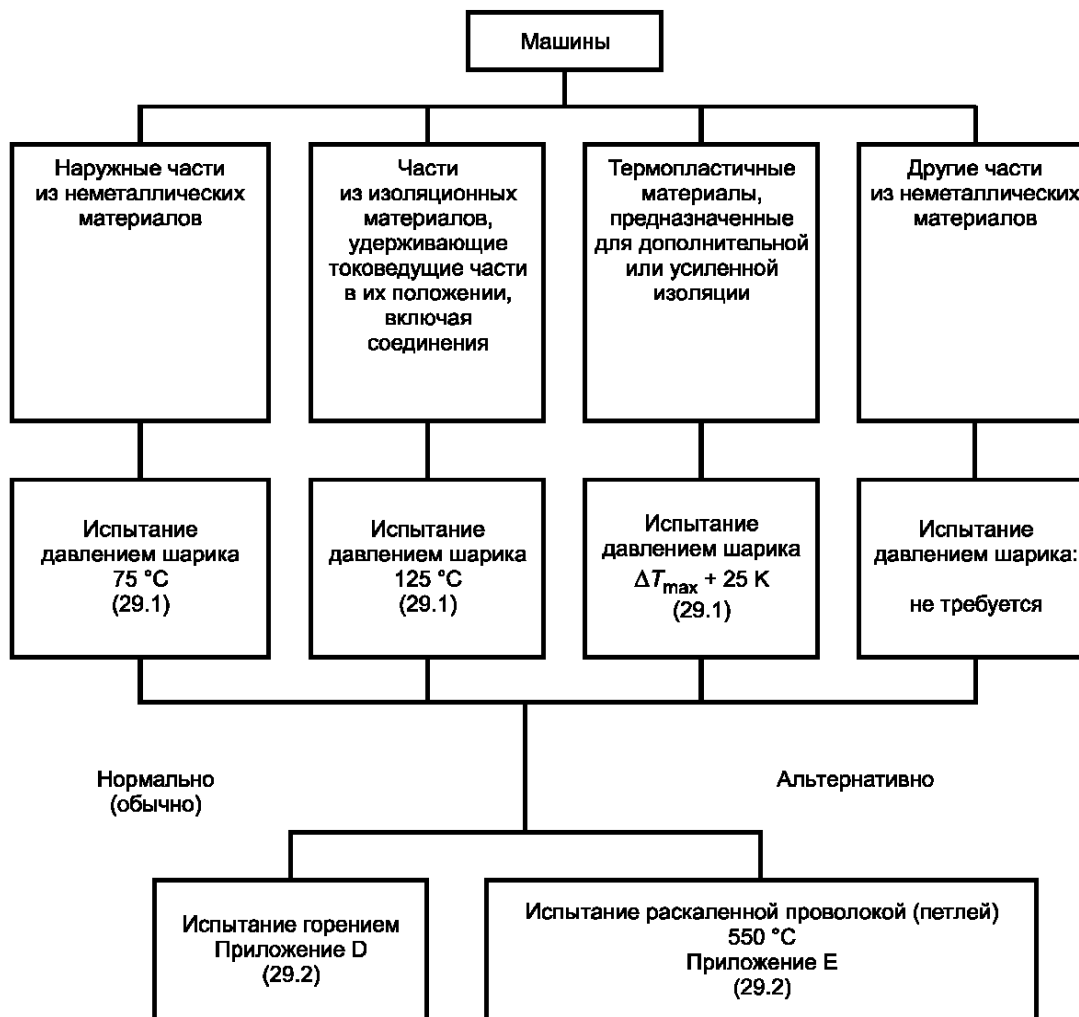 Машины
Наружные части
из неметаллических
материалов
Части
из изоляционных
материалов,
удерживающие
токоведущие части
в их положении,
включая
соединения
Термопластичные
материалы,
предназначенные
для дополнительной
или усиленной
изоляции
Другие части
из неметаллических
материалов
Испытание
давлением шарика
75 °C
(29.1)
Испытание
давлением шарика
125 °C
(29.1)
Испытание
давлением шарика
ΔTmax + 25 K
(29.1)
Испытание
давлением шарика:
не требуется
Нормально
(обычно)
Альтернативно
Испытание горением
Приложение D
(29.2)
Испытание раскаленной проволокой (петлей)
550 °C
Приложение E
(29.2)